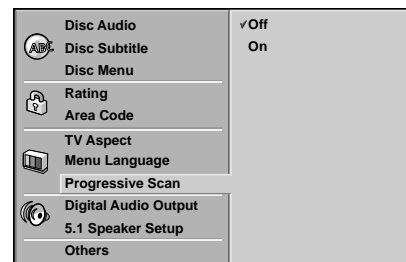 Disc Audio
ABC Disc Subtitle
Disc Menu
Rating
Area Code
TV Aspect
Menu Language
Progressive Scan
Digital Audio Output
5.1 Speaker Setup
Others
✓Off
On